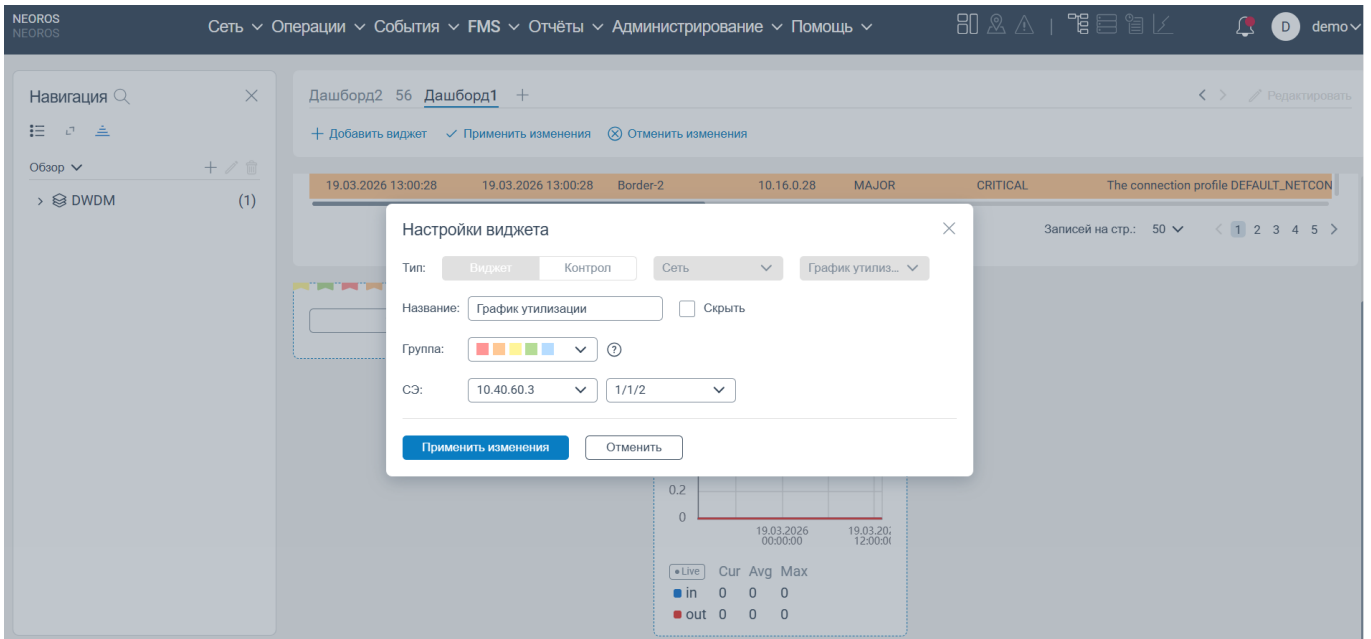 NEOROS
NEOROS
Сеть Операции События FMS Отчёты Администрирование Помощь
D demo
Навигация
Обзор
DWDM (1)
Дашборд2 56 Дашборд1
Редактировать
Добавить виджет Применить изменения Отменить изменения
19.03.2026 13:00:28 19.03.2026 13:00:28 Border-2 10.16.0.28 MAJOR CRITICAL The connection profile DEFAULT_NETCON
Записей на стр.: 50 1 2 3 4 5
Настройки виджета
Тип: Виджет Контрол Сеть График утилиз...
Название: График утилизации Скрыть
Группа: ?
СЭ: 10.40.60.3 1/1/2
Применить изменения Отменить
0.2
0
19.03.2026 19.03.202
00:00:00 12:00:00
Live Cur Avg Max
in 0 0 0
out 0 0 0